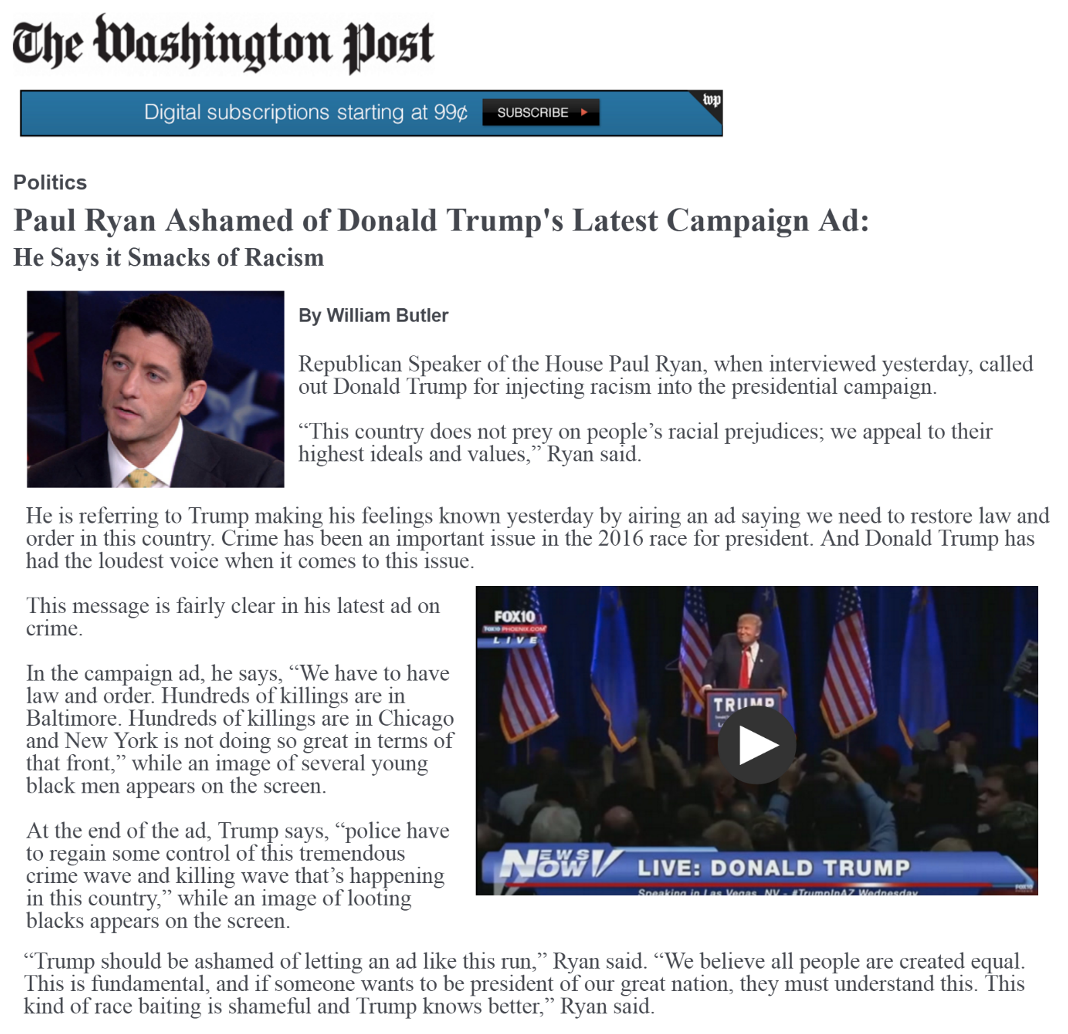 The Washington Post
Digital subscriptions starting at 99¢ SUBSCRIBE
wp
Politics
Paul Ryan Ashamed of Donald Trump's Latest Campaign Ad:
He Says it Smacks of Racism
By William Butler
Republican Speaker of the House Paul Ryan, when interviewed yesterday, called
out Donald Trump for injecting racism into the presidential campaign.
“This country does not prey on people’s racial prejudices; we appeal to their
highest ideals and values,” Ryan said.
He is referring to Trump making his feelings known yesterday by airing an ad saying we need to restore law and
order in this country. Crime has been an important issue in the 2016 race for president. And Donald Trump has
had the loudest voice when it comes to this issue.
This message is fairly clear in his latest ad on
crime.
In the campaign ad, he says, “We have to have
law and order. Hundreds of killings are in
Baltimore. Hundreds of killings are in Chicago
and New York is not doing so great in terms of
that front,” while an image of several young
black men appears on the screen.
At the end of the ad, Trump says, “police have
to regain some control of this tremendous
crime wave and killing wave that’s happening
in this country,” while an image of looting
blacks appears on the screen.
FOX10
FOX10 PHOENIX.COM
LIVE
TRUMP
NEWS NOW
LIVE: DONALD TRUMP
Speaking in Las Vegas, NV - #TrumpInAZ Wednesday
FOX10
“Trump should be ashamed of letting an ad like this run,” Ryan said. “We believe all people are created equal.
This is fundamental, and if someone wants to be president of our great nation, they must understand this. This
kind of race baiting is shameful and Trump knows better,” Ryan said.